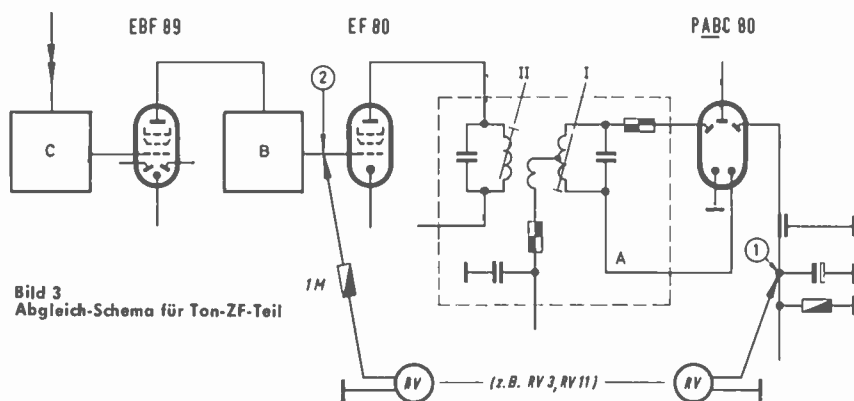 EBF 89
EF 80
PABC 80
2
II
I
C
B
A
1
1M
Bild 3
Abgleich-Schema für Ton-ZF-Teil
RV
(z.B. RV 3, RV 11)
RV